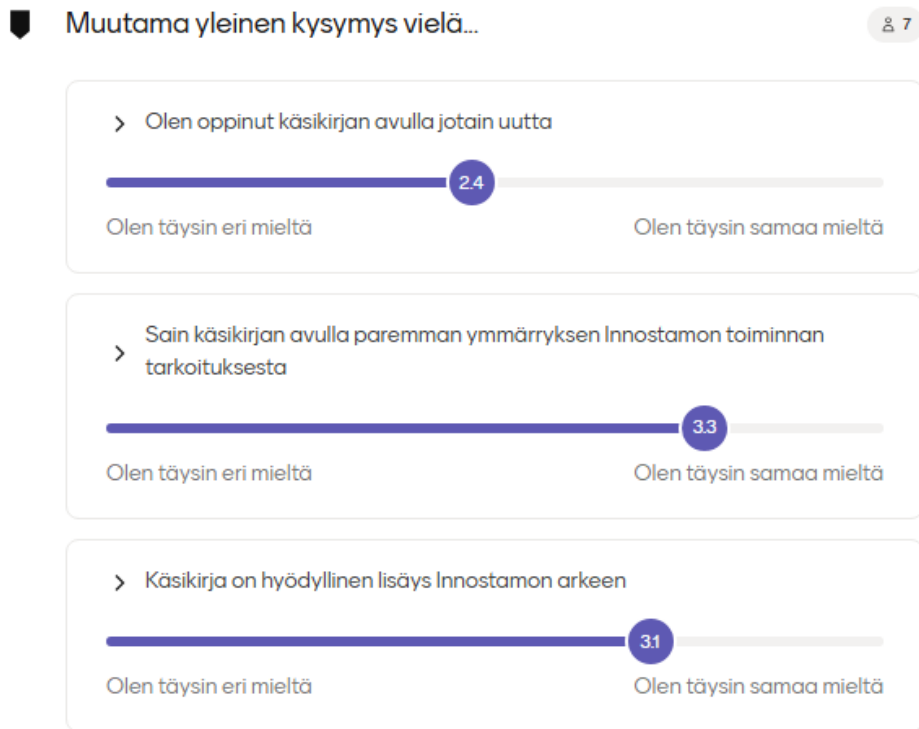 Muutama yleinen kysymys vielä...
7
Olen oppinut käsikirjan avulla jotain uutta
2.4
Olen täysin eri mieltä
Olen täysin samaa mieltä
Sain käsikirjan avulla paremman ymmärryksen Innostamon toiminnan
tarkoituksesta
3.3
Olen täysin eri mieltä
Olen täysin samaa mieltä
Käsikirja on hyödyllinen lisäys Innostamon arkeen
3.1
Olen täysin eri mieltä
Olen täysin samaa mieltä